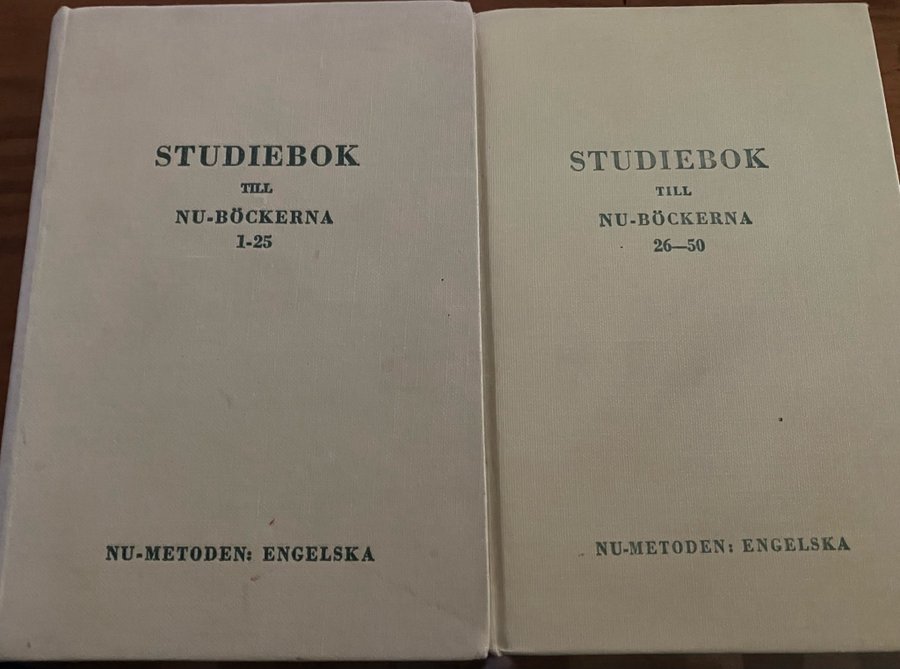 STUDIEBOK
TILL
NU-BÖCKERNA
1-25
NU-METODEN: ENGELSKA
STUDIEBOK
TILL
NU-BÖCKERNA
26—50
NU-METODEN: ENGELSKA